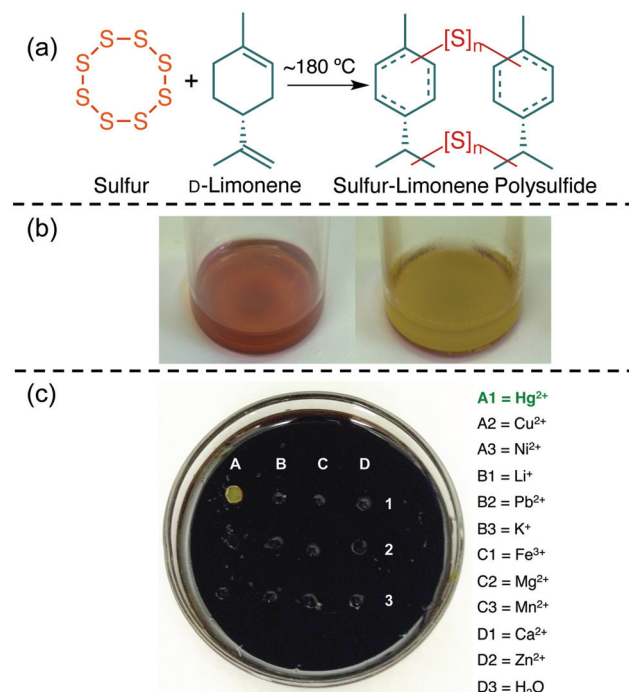 (a)
S S
S S
S S
S S
+
~180 ºC
[S]n
[S]n
Sulfur D-Limonene Sulfur-Limonene Polysulfide
(b)
(c)
A B C D
1
2
3
A1 = Hg²⁺
A2 = Cu²⁺
A3 = Ni²⁺
B1 = Li⁺
B2 = Pb²⁺
B3 = K⁺
C1 = Fe³⁺
C2 = Mg²⁺
C3 = Mn²⁺
D1 = Ca²⁺
D2 = Zn²⁺
D3 = H₂O